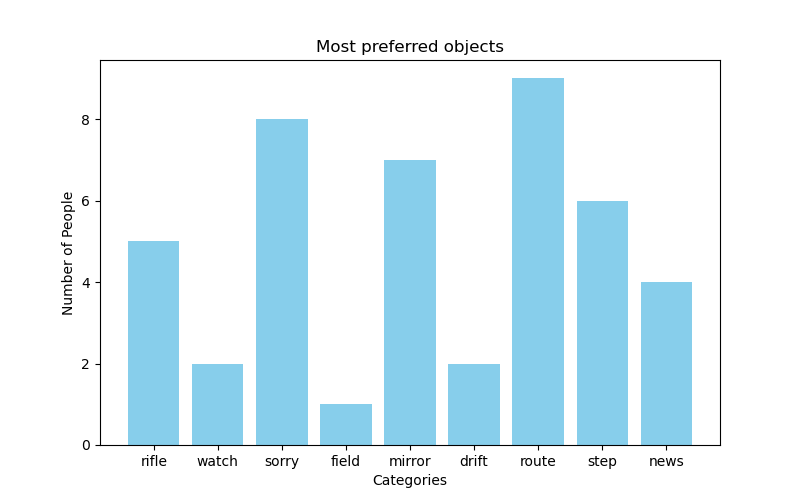 Most preferred objects
Number of People
8
6
4
2
0
rifle watch sorry field mirror drift route step news
Categories